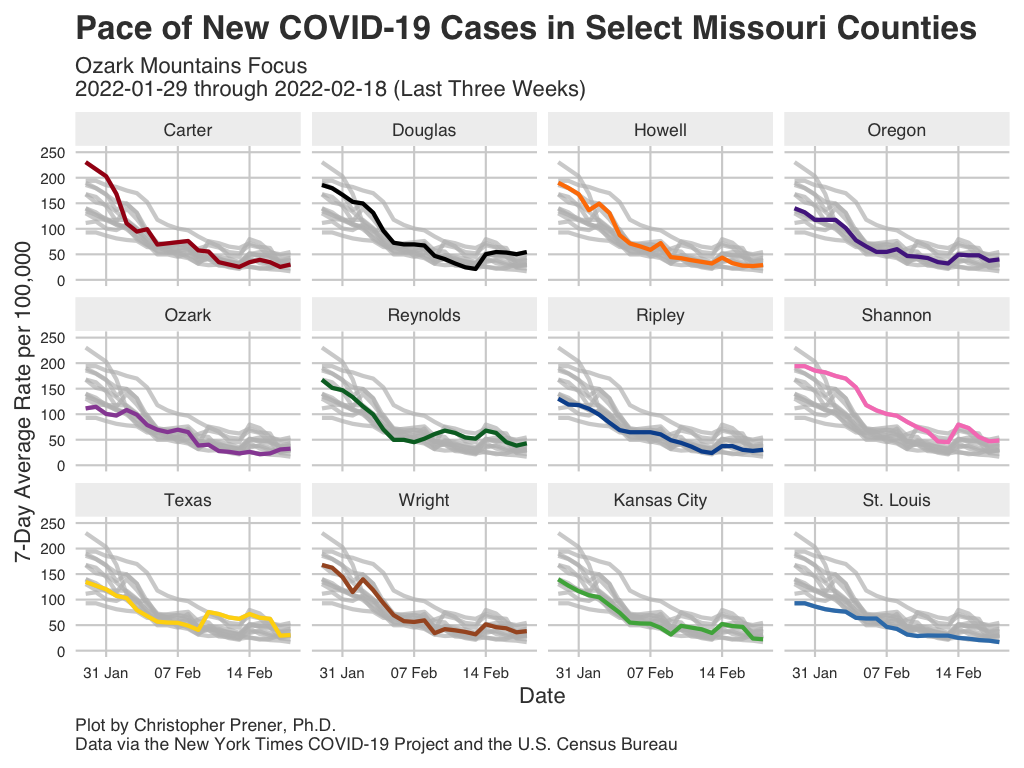 Pace of New COVID-19 Cases in Select Missouri Counties
Ozark Mountains Focus
2022-01-29 through 2022-02-18 (Last Three Weeks)
Carter Douglas Howell Oregon
250
200
150
100
50
0
Ozark Reynolds Ripley Shannon
250
200
150
100
50
0
Texas Wright Kansas City St. Louis
250
200
150
100
50
0
7-Day Average Rate per 100,000
31 Jan 07 Feb 14 Feb 31 Jan 07 Feb 14 Feb 31 Jan 07 Feb 14 Feb 31 Jan 07 Feb 14 Feb
Date
Plot by Christopher Prener, Ph.D.
Data via the New York Times COVID-19 Project and the U.S. Census Bureau